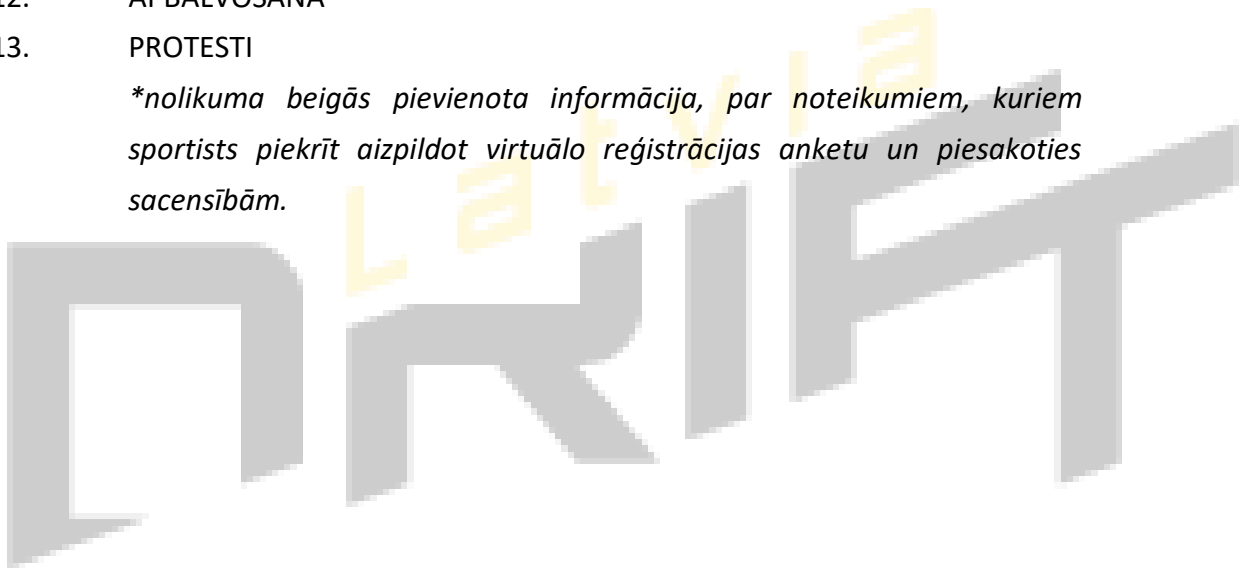 13. PROTESTI
*nolikuma beigās pievienota informācija, par noteikumiem, kuriem
sportists piekrīt aizpildot virtuālo reģistrācijas anketu un piesakoties
sacensībām.
Latvia
DRIFT